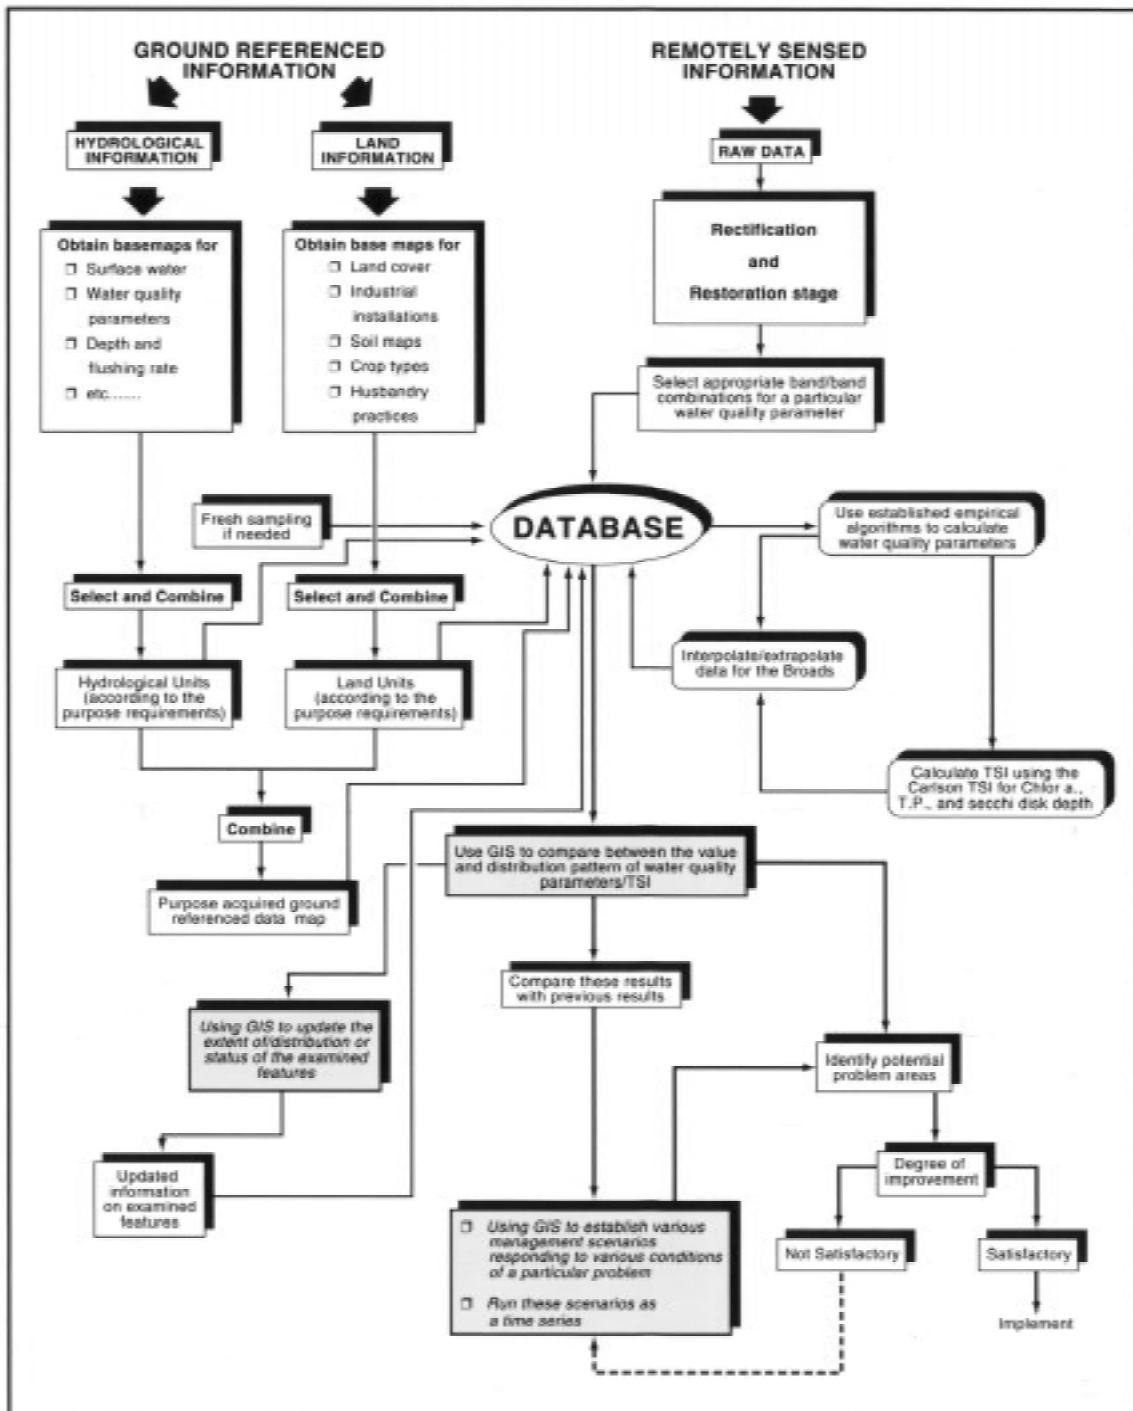 GROUND REFERENCED
INFORMATION
REMOTELY SENSED
INFORMATION
HYDROLOGICAL
INFORMATION
LAND
INFORMATION
RAW DATA
Obtain basemaps for
❐ Surface water
❐ Water quality
parameters
❐ Depth and
flushing rate
❐ etc.......
Obtain base maps for
❐ Land cover
❐ Industrial
installations
❐ Soil maps
❐ Crop types
❐ Husbandry
practices
Rectification
and
Restoration stage
Select appropriate band/band
combinations for a particular
water quality parameter
Fresh sampling
if needed
DATABASE
Use established empirical
algorithms to calculate
water quality parameters
Select and Combine
Select and Combine
Hydrological Units
(according to the
purpose requirements)
Land Units
(according to the
purpose requirements)
Interpolate/extrapolate
data for the Broads
Calculate TSI using the
Carlson TSI for Chlor a.,
T.P., and secchi disk depth
Combine
Purpose acquired ground
referenced data map
Use GIS to compare between the value
and distribution pattern of water quality
parameters/TSI
Compare these results
with previous results
Using GIS to update the
extent of/distribution or
status of the examined
features
Identify potential
problem areas
Updated
information
on examined
features
Degree of
improvement
Not Satisfactory
Satisfactory
❐ Using GIS to establish various
management scenarios
responding to various conditions
of a particular problem
❐ Run these scenarios as
a time series
Implement